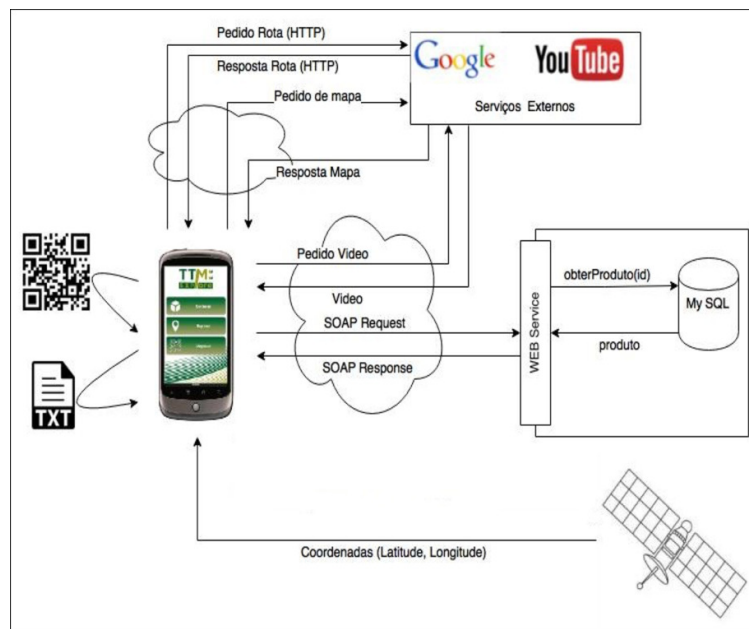 Pedido Rota (HTTP)
Resposta Rota (HTTP)
Pedido de mapa
Google
YouTube
Serviços Externos
Resposta Mapa
Pedido Video
Video
SOAP Request
SOAP Response
WEB Service
obterProduto(id)
My SQL
produto
TTM
TXT
Coordenadas (Latitude, Longitude)